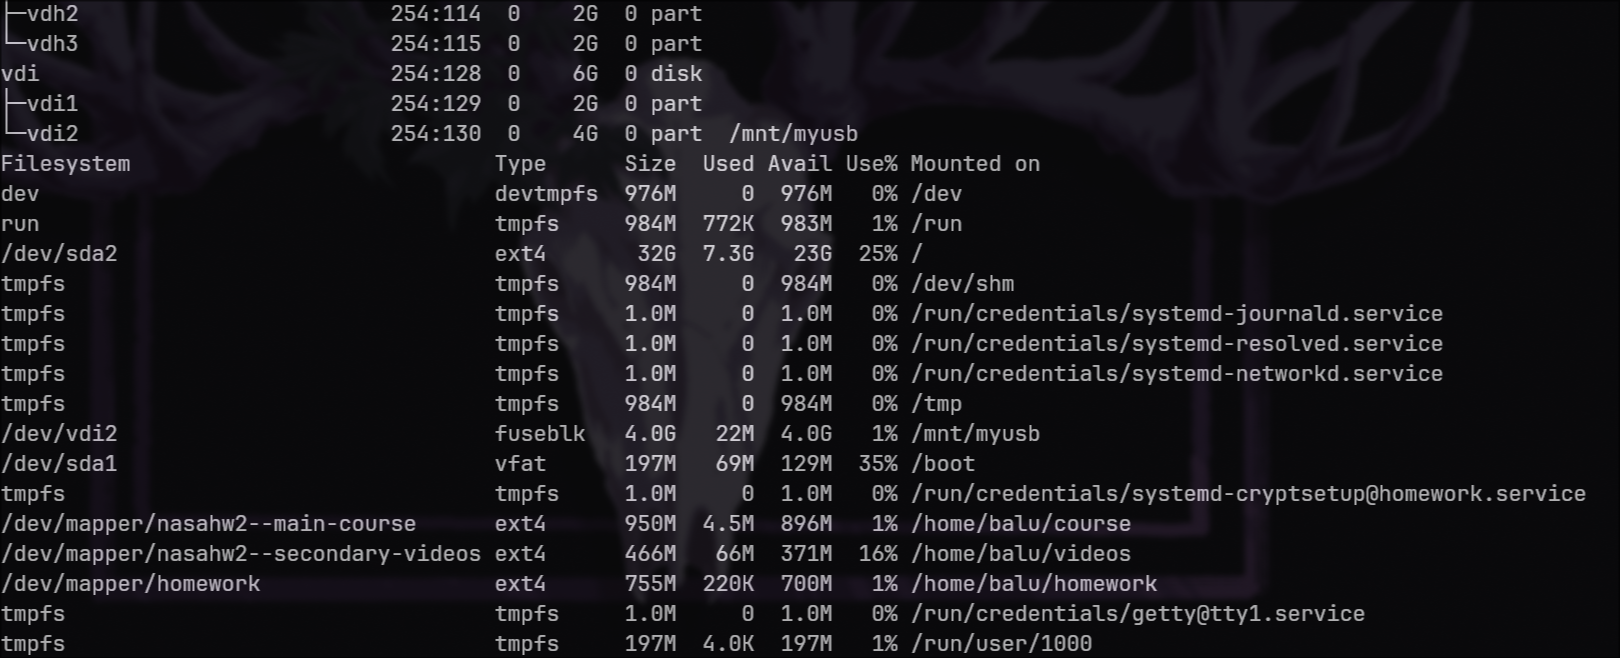 ├─vdh2                        254:114  0    2G  0 part
└─vdh3                        254:115  0    2G  0 part
vdi                           254:128  0    6G  0 disk
├─vdi1                        254:129  0    2G  0 part
└─vdi2                        254:130  0    4G  0 part  /mnt/myusb
Filesystem                            Type      Size  Used Avail Use% Mounted on
dev                                   devtmpfs  976M     0  976M   0% /dev
run                                   tmpfs     984M  772K  983M   1% /run
/dev/sda2                             ext4       32G  7.3G   23G  25% /
tmpfs                                 tmpfs     984M     0  984M   0% /dev/shm
tmpfs                                 tmpfs     1.0M     0  1.0M   0% /run/credentials/systemd-journald.service
tmpfs                                 tmpfs     1.0M     0  1.0M   0% /run/credentials/systemd-resolved.service
tmpfs                                 tmpfs     1.0M     0  1.0M   0% /run/credentials/systemd-networkd.service
tmpfs                                 tmpfs     984M     0  984M   0% /tmp
/dev/vdi2                             fuseblk   4.0G   22M  4.0G   1% /mnt/myusb
/dev/sda1                             vfat      197M   69M  129M  35% /boot
tmpfs                                 tmpfs     1.0M     0  1.0M   0% /run/credentials/systemd-cryptsetup@homework.service
/dev/mapper/nasahw2--main-course      ext4      950M  4.5M  896M   1% /home/balu/course
/dev/mapper/nasahw2--secondary-videos ext4      466M   66M  371M  16% /home/balu/videos
/dev/mapper/homework                  ext4      755M  220K  700M   1% /home/balu/homework
tmpfs                                 tmpfs     1.0M     0  1.0M   0% /run/credentials/getty@tty1.service
tmpfs                                 tmpfs     197M  4.0K  197M   1% /run/user/1000